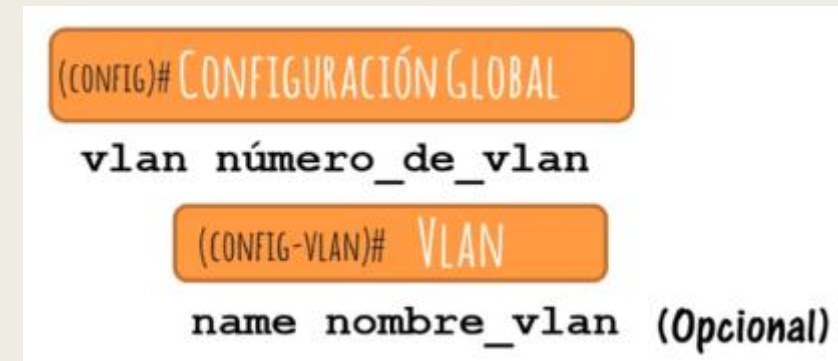 (CONFIG)# CONFIGURACIÓN GLOBAL
vlan número_de_vlan
(CONFIG-VLAN)# VLAN
name nombre_vlan (Opcional)